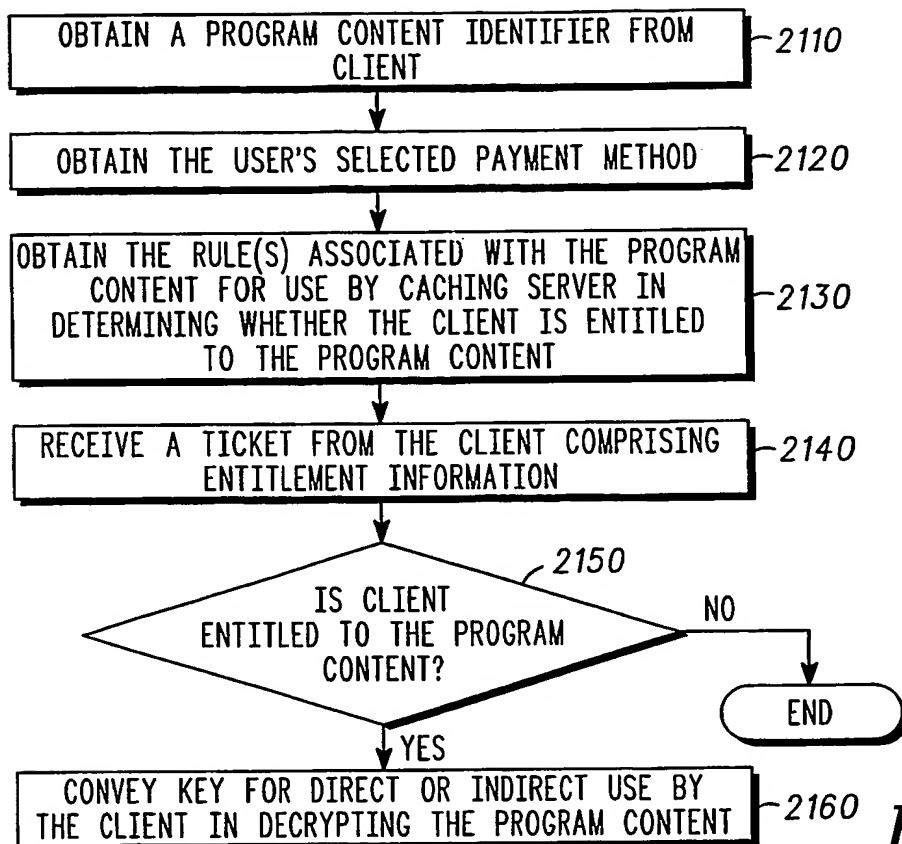 OBTAIN A PROGRAM CONTENT IDENTIFIER FROM
CLIENT
2110
OBTAIN THE USER'S SELECTED PAYMENT METHOD
2120
OBTAIN THE RULE(S) ASSOCIATED WITH THE PROGRAM
CONTENT FOR USE BY CACHING SERVER IN
DETERMINING WHETHER THE CLIENT IS ENTITLED
TO THE PROGRAM CONTENT
2130
RECEIVE A TICKET FROM THE CLIENT COMPRISING
ENTITLEMENT INFORMATION
2140
2150
IS CLIENT
ENTITLED TO THE PROGRAM
CONTENT?
NO
END
YES
CONVEY KEY FOR DIRECT OR INDIRECT USE BY
THE CLIENT IN DECRYPTING THE PROGRAM CONTENT
2160